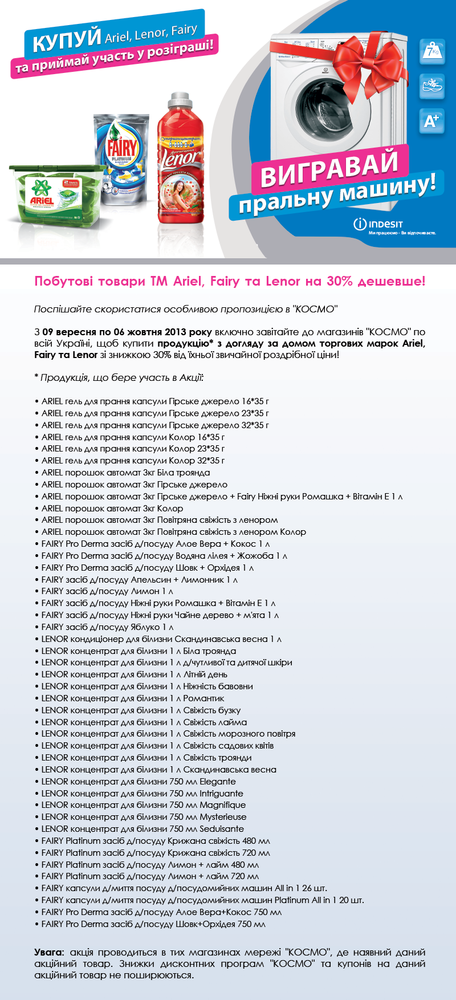 КУПУЙ Ariel, Lenor, Fairy
та приймай участь у розіграші!
7Kg
A+
INDESIT
FAIRY
PLATINUM
Суперконцентрат
Lenor
ARIEL
ВИГРАВАЙ
пральну машину!
INDESIT
Ми працюємо - Ви відпочиваєте.
Побутові товари ТМ Ariel, Fairy та Lenor на 30% дешевше!
Поспішайте скористатися особливою пропозицією в "КОСМО"
З 09 вересня по 06 жовтня 2013 року включно завітайте до магазинів "КОСМО" по
всій Україні, щоб купити продукцію* з догляду за домом торгових марок Ariel,
Fairy та Lenor зі знижкою 30% від їхньої звичайної роздрібної ціни!
* Продукція, що бере участь в Акції:
• ARIEL гель для прання капсули Гірське джерело 16*35 г
• ARIEL гель для прання капсули Гірське джерело 23*35 г
• ARIEL гель для прання капсули Гірське джерело 32*35 г
• ARIEL гель для прання капсули Колор 16*35 г
• ARIEL гель для прання капсули Колор 23*35 г
• ARIEL гель для прання капсули Колор 32*35 г
• ARIEL порошок автомат 3кг Біла троянда
• ARIEL порошок автомат 3кг Гірське джерело
• ARIEL порошок автомат 3кг Гірське джерело + Fairy Ніжні руки Ромашка + Вітамін Е 1 л
• ARIEL порошок автомат 3кг Колор
• ARIEL порошок автомат 3кг Повітряна свіжість з ленором
• ARIEL порошок автомат 3кг Повітряна свіжість з ленором Колор
• FAIRY Pro Derma засіб д/посуду Алое Вера + Кокос 1 л
• FAIRY Pro Derma засіб д/посуду Водяна лілея + Жожоба 1 л
• FAIRY Pro Derma засіб д/посуду Шовк + Орхідея 1 л
• FAIRY засіб д/посуду Апельсин + Лимонник 1 л
• FAIRY засіб д/посуду Лимон 1 л
• FAIRY засіб д/посуду Ніжні руки Ромашка + Вітамін Е 1 л
• FAIRY засіб д/посуду Ніжні руки Чайне дерево + м'ята 1 л
• FAIRY засіб д/посуду Яблуко 1 л
• LENOR кондиціонер для білизни Скандинавська весна 1 л
• LENOR концентрат для білизни 1 л Біла троянда
• LENOR концентрат для білизни 1 л д/чутливої та дитячої шкіри
• LENOR концентрат для білизни 1 л Літній день
• LENOR концентрат для білизни 1 л Ніжність бавовни
• LENOR концентрат для білизни 1 л Романтик
• LENOR концентрат для білизни 1 л Свіжість бузку
• LENOR концентрат для білизни 1 л Свіжість лайма
• LENOR концентрат для білизни 1 л Свіжість морозного повітря
• LENOR концентрат для білизни 1 л Свіжість садових квітів
• LENOR концентрат для білизни 1 л Свіжість троянди
• LENOR концентрат для білизни 1 л Скандинавська весна
• LENOR концентрат для білизни 750 мл Elegante
• LENOR концентрат для білизни 750 мл Intriguante
• LENOR концентрат для білизни 750 мл Magnifique
• LENOR концентрат для білизни 750 мл Mysterieuse
• LENOR концентрат для білизни 750 мл Seduisante
• FAIRY Platinum засіб д/посуду Крижана свіжість 480 мл
• FAIRY Platinum засіб д/посуду Крижана свіжість 720 мл
• FAIRY Platinum засіб д/посуду Лимон + лайм 480 мл
• FAIRY Platinum засіб д/посуду Лимон + лайм 720 мл
• FAIRY капсули д/миття посуду д/посудомийних машин All in 1 26 шт.
• FAIRY капсули д/миття посуду д/посудомийних машин Platinum All in 1 20 шт.
• FAIRY Pro Derma засіб д/посуду Алое Вера+Кокос 750 мл
• FAIRY Pro Derma засіб д/посуду Шовк+Орхідея 750 мл
Увага: акція проводиться в тих магазинах мережі "КОСМО", де наявний даний
акційний товар. Знижки дисконтних програм "КОСМО" та купонів на даний
акційний товар не поширюються.